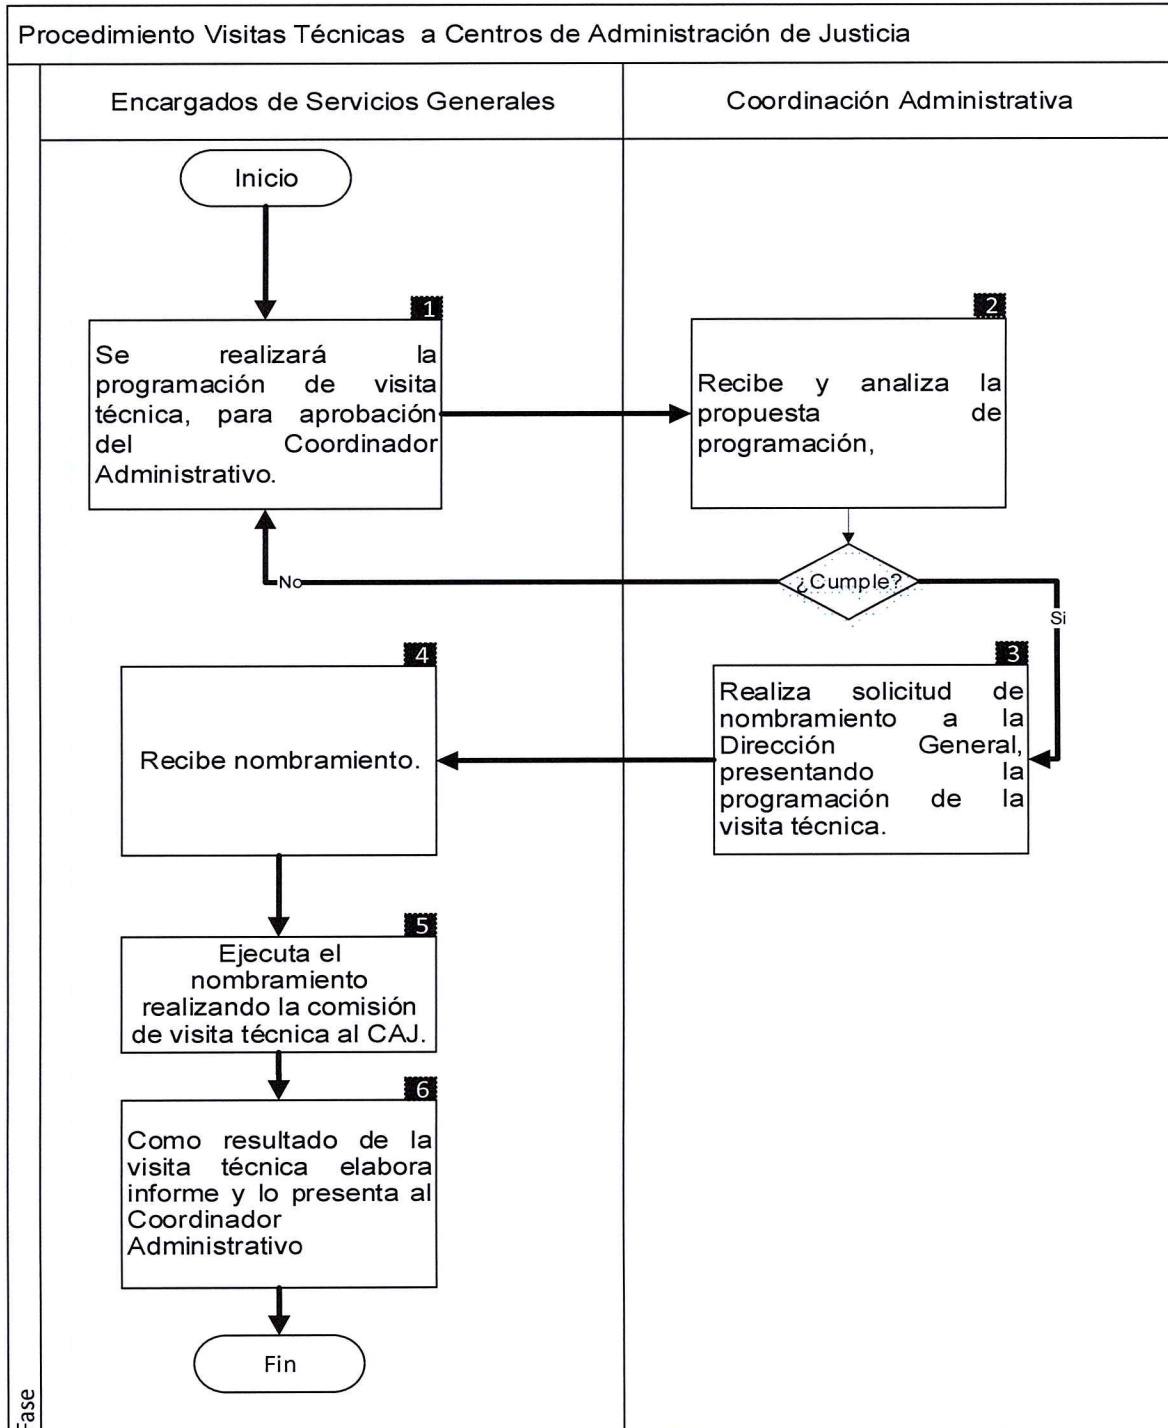 Procedimiento Visitas Técnicas a Centros de Administración de Justicia
Encargados de Servicios Generales
Coordinación Administrativa
Inicio
1
Se realizará la
programación de visita
técnica, para aprobación
del Coordinador
Administrativo.
2
Recibe y analiza la
propuesta de
programación,
¿Cumple?
No
Si
3
Realiza solicitud de
nombramiento a la
Dirección General,
presentando la
programación de la
visita técnica.
4
Recibe nombramiento.
5
Ejecuta el
nombramiento
realizando la comisión
de visita técnica al CAJ.
6
Como resultado de la
visita técnica elabora
informe y lo presenta al
Coordinador
Administrativo
Fin
Fase